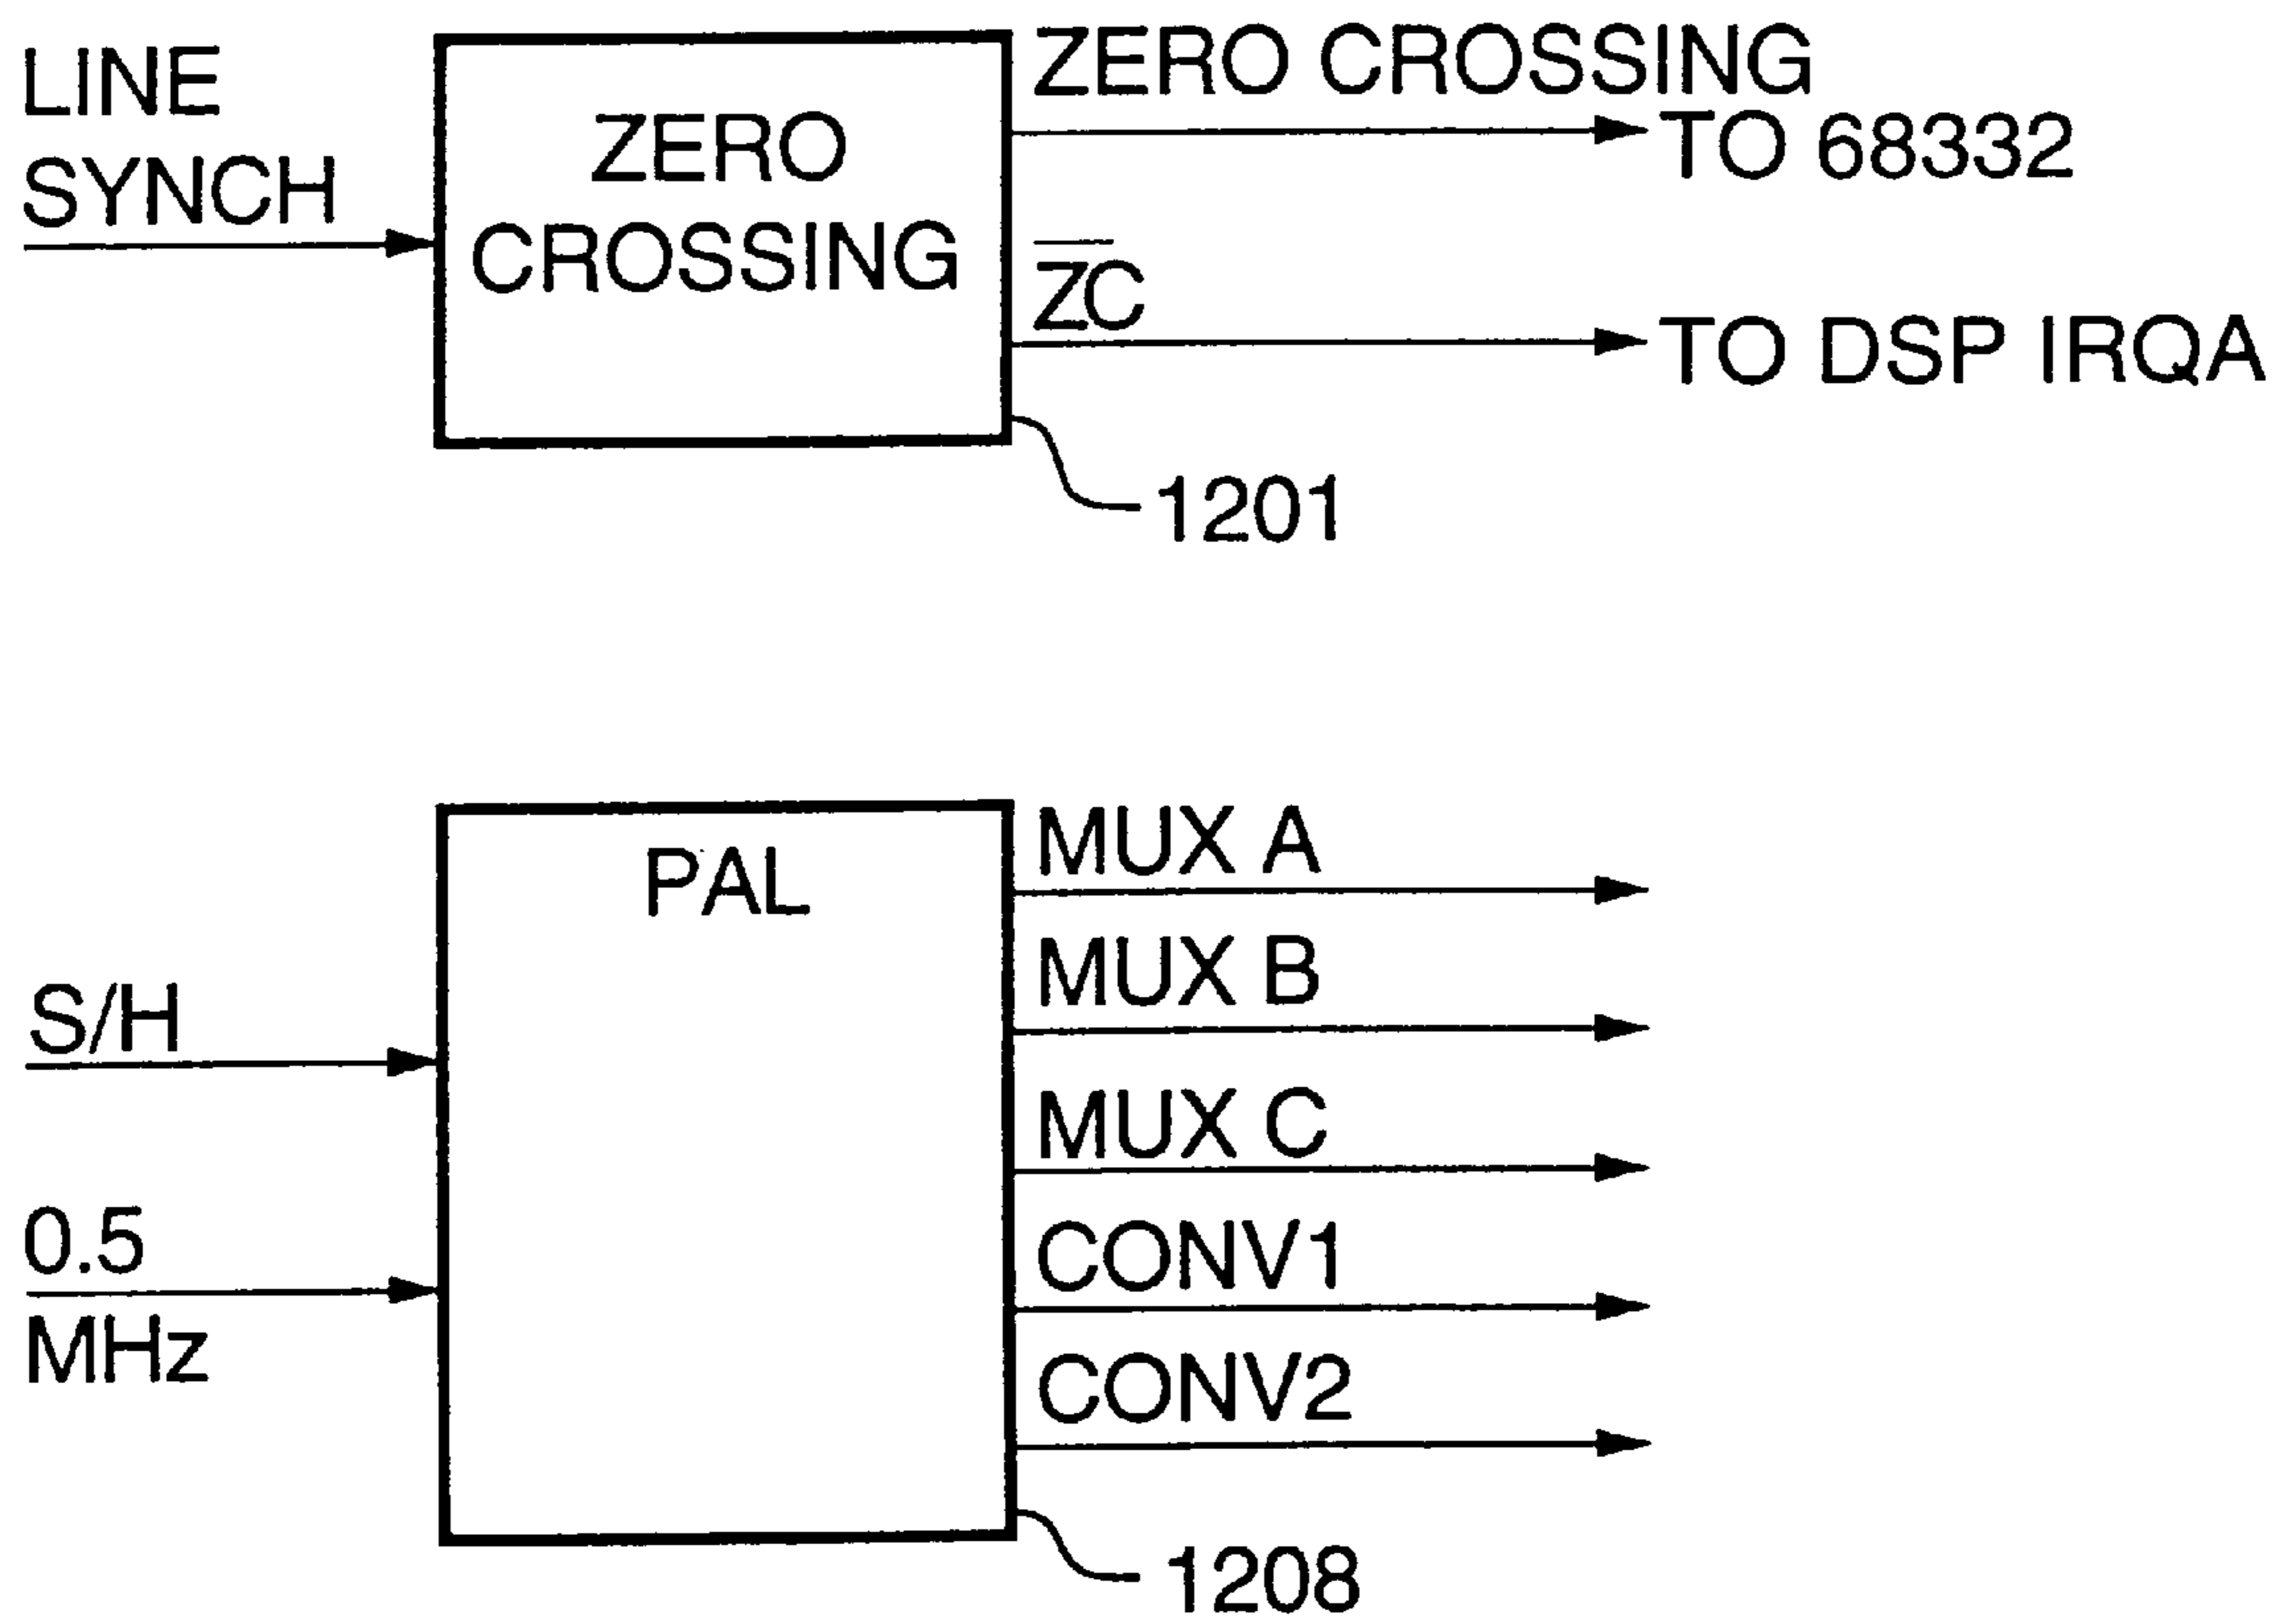 LINE
SYNCH
ZERO
CROSSING
ZERO CROSSING
TO 68332
Z̅C̅
TO DSP IRQA
1201
PAL
S/H
0.5
MHz
MUX A
MUX B
MUX C
CONV1
CONV2
1208